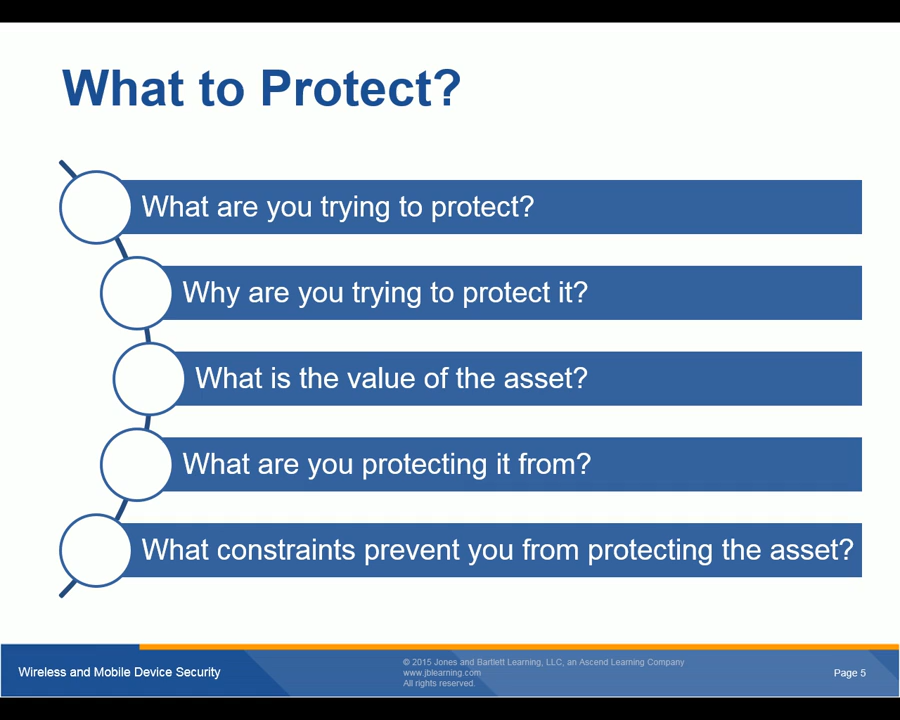 What to Protect?
What are you trying to protect?
Why are you trying to protect it?
What is the value of the asset?
What are you protecting it from?
What constraints prevent you from protecting the asset?
Wireless and Mobile Device Security
© 2015 Jones and Bartlett Learning, LLC, an Ascend Learning Company
www.jblearning.com
All rights reserved.
Page 5